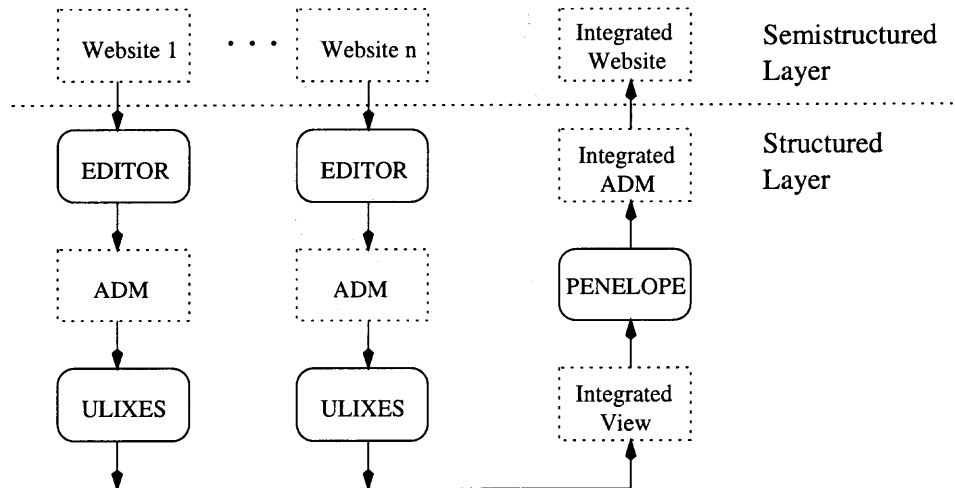 Website 1
. . .
Website n
Integrated
Website
Semistructured
Layer
EDITOR
EDITOR
Integrated
ADM
Structured
Layer
ADM
ADM
PENELOPE
ULIXES
ULIXES
Integrated
View